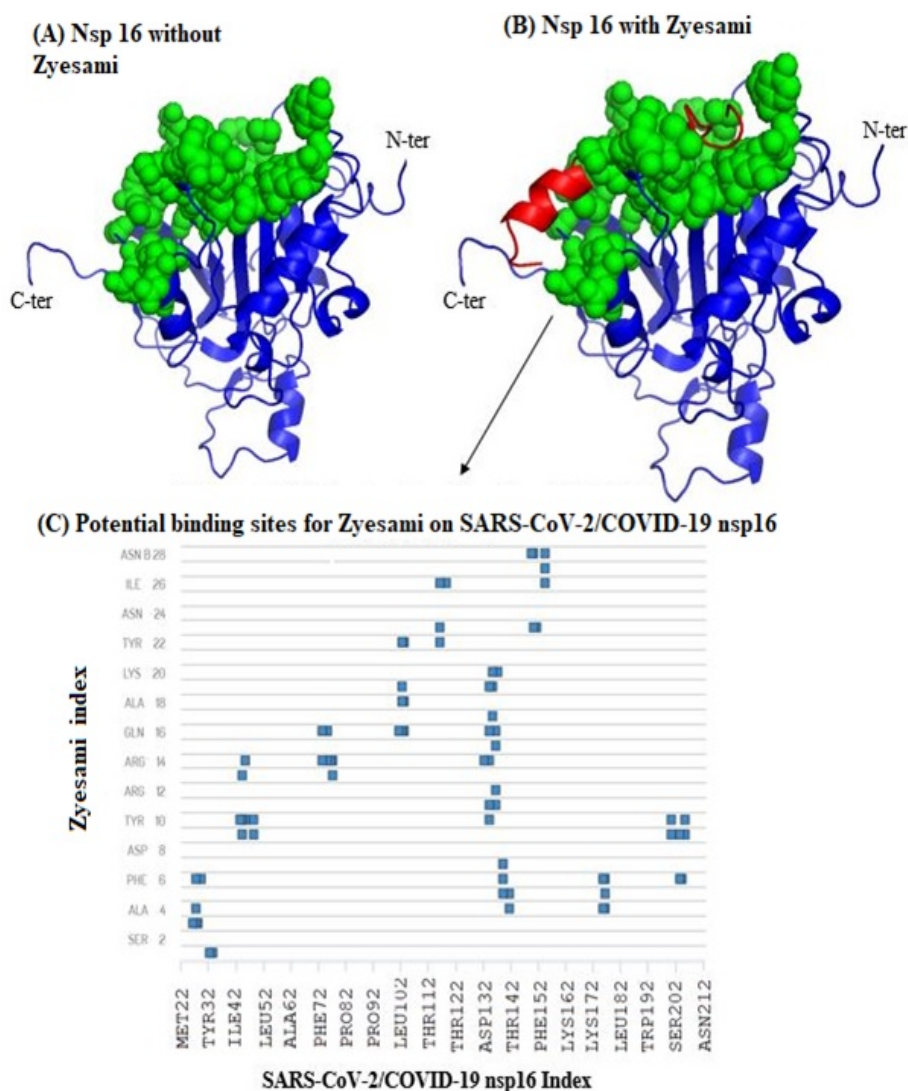 (A) Nsp 16 without
Zyesami
(B) Nsp 16 with Zyesami
N-ter
C-ter
N-ter
C-ter
(C) Potential binding sites for Zyesami on SARS-CoV-2/COVID-19 nsp16
Zyesami index
ASN B 28
ILE 26
ASN 24
TYR 22
LYS 20
ALA 18
GLN 16
ARG 14
ARG 12
TYR 10
ASP 8
PHE 6
ALA 4
SER 2
MET22
TYR32
ILE42
LEU52
ALA62
PHE72
PRO82
PRO92
LEU102
THR112
THR122
ASP132
THR142
PHE152
LYS162
LYS172
LEU182
TRP192
SER202
ASN212
SARS-CoV-2/COVID-19 nsp16 Index